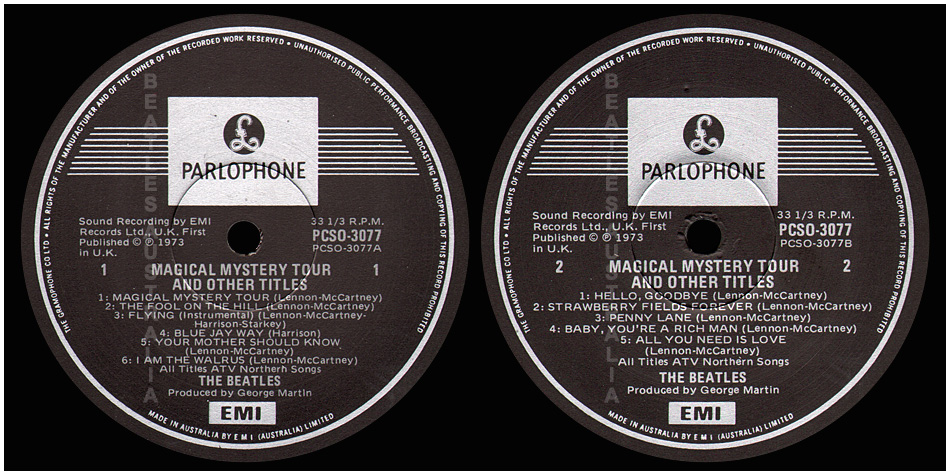 THE GRAMOPHONE CO LTD • ALL RIGHTS OF THE MANUFACTURER AND OF THE OWNER OF THE RECORDED WORK RESERVED • UNAUTHORISED PUBLIC PERFORMANCE BROADCASTING AND COPYING OF THIS RECORD PROHIBITED
BEATLES AUSTRALIA
£
PARLOPHONE
Sound Recording by EMI
Records Ltd., U.K. First
Published © ℗ 1973
in U.K.
33 1/3 R.P.M.
PCSO-3077
PCSO-3077A
1 MAGICAL MYSTERY TOUR 1
AND OTHER TITLES
1: MAGICAL MYSTERY TOUR (Lennon-McCartney)
2: THE FOOL ON THE HILL (Lennon-McCartney)
3: FLYING (Instrumental) (Lennon-McCartney-
Harrison-Starkey)
4: BLUE JAY WAY (Harrison)
5: YOUR MOTHER SHOULD KNOW
(Lennon-McCartney)
6: I AM THE WALRUS (Lennon-McCartney)
All Titles ATV Northern Songs
THE BEATLES
Produced by George Martin
EMI
MADE IN AUSTRALIA BY E M I (AUSTRALIA) LIMITED
THE GRAMOPHONE CO LTD • ALL RIGHTS OF THE MANUFACTURER AND OF THE OWNER OF THE RECORDED WORK RESERVED • UNAUTHORISED PUBLIC PERFORMANCE BROADCASTING AND COPYING OF THIS RECORD PROHIBITED
BEATLES AUSTRALIA
£
PARLOPHONE
Sound Recording by EMI
Records Ltd., U.K. First
Published © ℗ 1973
in U.K.
33 1/3 R.P.M.
PCSO-3077
PCSO-3077B
2 MAGICAL MYSTERY TOUR 2
AND OTHER TITLES
1: HELLO, GOODBYE (Lennon-McCartney)
2: STRAWBERRY FIELDS FOREVER (Lennon-McCartney)
3: PENNY LANE (Lennon-McCartney)
4: BABY, YOU'RE A RICH MAN (Lennon-McCartney)
5: ALL YOU NEED IS LOVE
(Lennon-McCartney)
All Titles ATV Northern Songs
THE BEATLES
Produced by George Martin
EMI
MADE IN AUSTRALIA BY E M I (AUSTRALIA) LIMITED